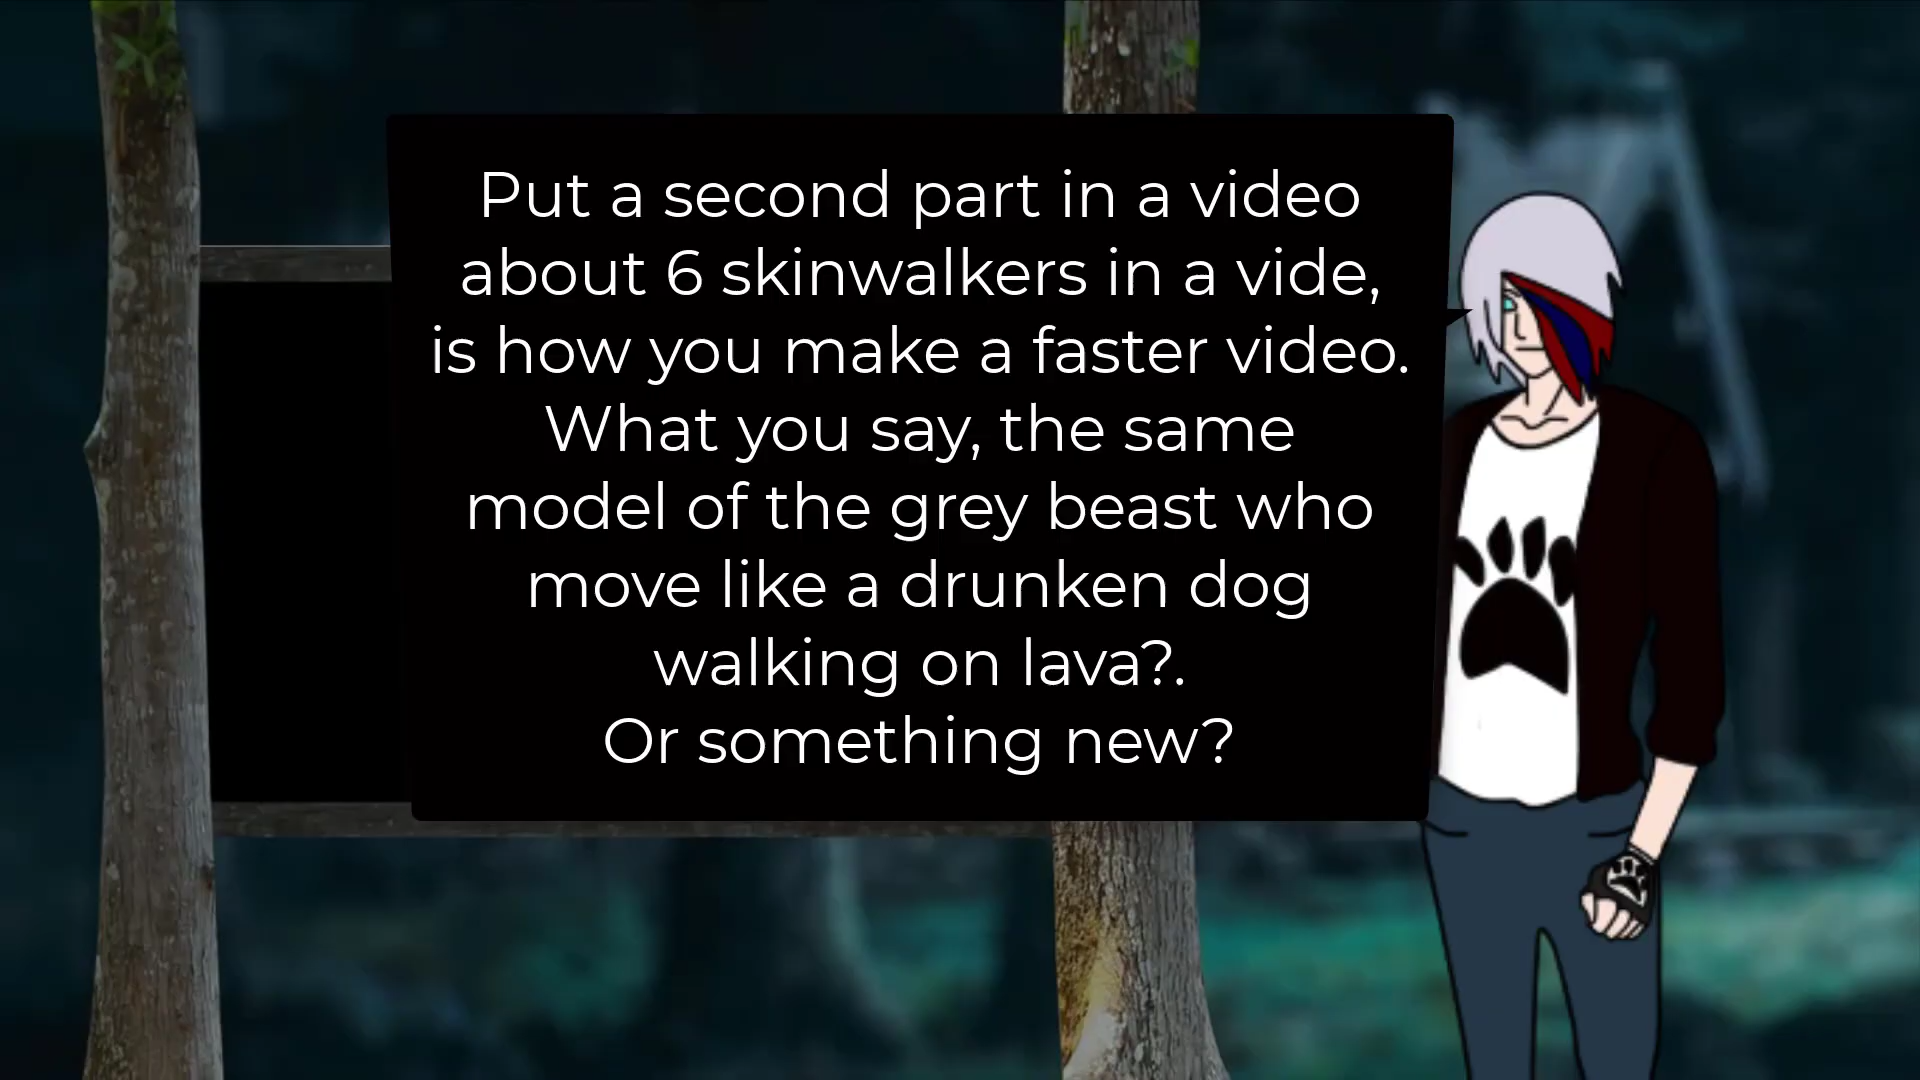 Put a second part in a video
about 6 skinwalkers in a vide,
is how you make a faster video.
What you say, the same
model of the grey beast who
move like a drunken dog
walking on lava?.
Or something new?